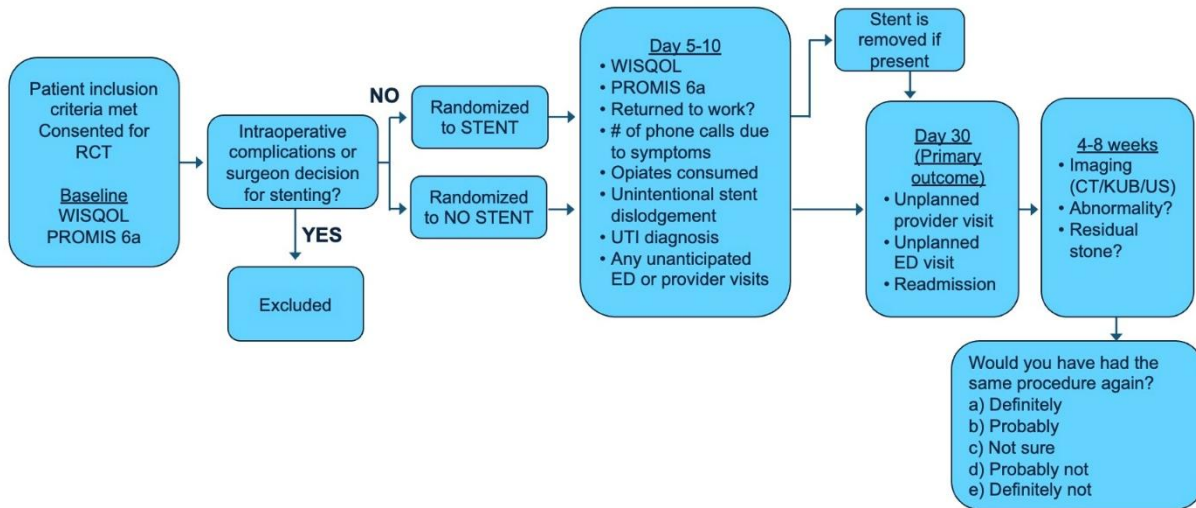 Patient inclusion
criteria met
Consented for
RCT
Baseline
WISQOL
PROMIS 6a
Intraoperative
complications or
surgeon decision
for stenting?
NO
YES
Excluded
Randomized
to STENT
Randomized
to NO STENT
Day 5-10
• WISQOL
• PROMIS 6a
• Returned to work?
• # of phone calls due
to symptoms
• Opiates consumed
• Unintentional stent
dislodgement
• UTI diagnosis
• Any unanticipated
ED or provider visits
Stent is
removed if
present
Day 30
(Primary
outcome)
• Unplanned
provider visit
• Unplanned
ED visit
• Readmission
4-8 weeks
• Imaging
(CT/KUB/US)
• Abnormality?
• Residual
stone?
Would you have had the
same procedure again?
a) Definitely
b) Probably
c) Not sure
d) Probably not
e) Definitely not